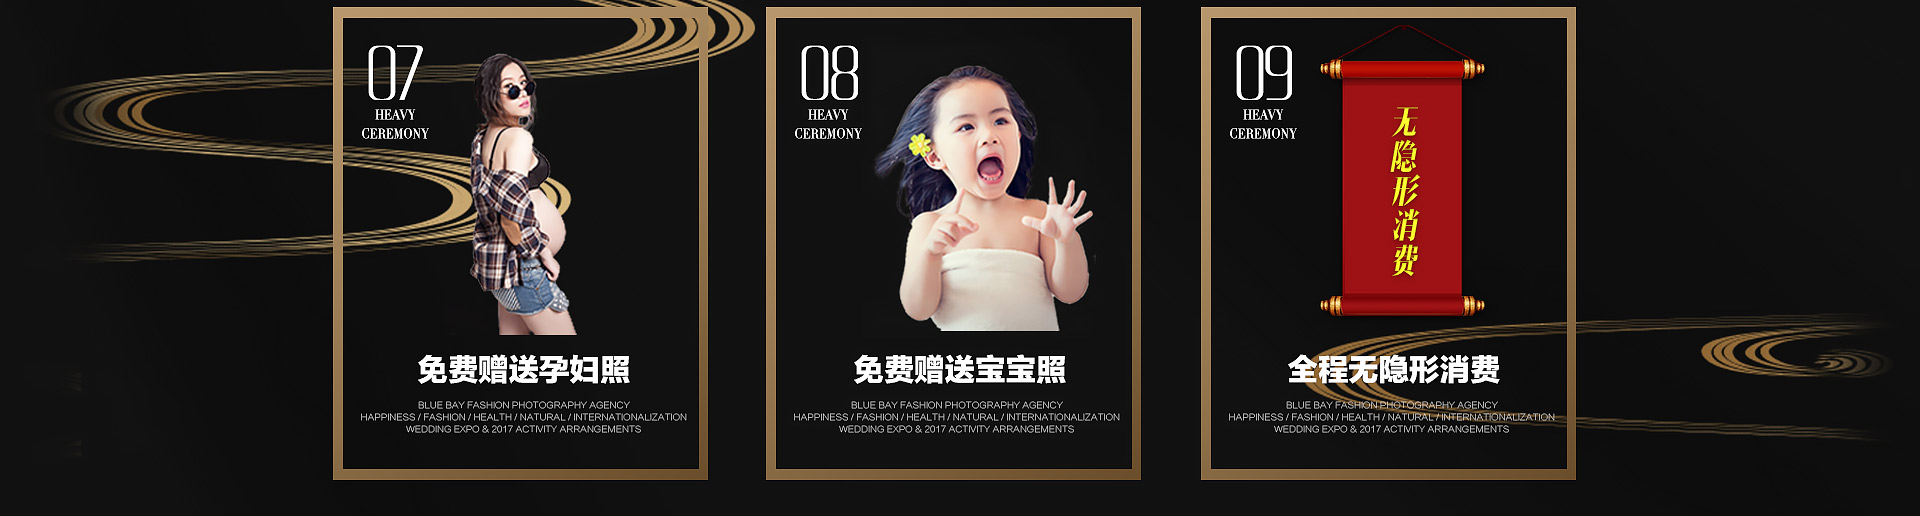 07
HEAVY
CEREMONY
免费赠送孕妇照
BLUE BAY FASHION PHOTOGRAPHY AGENCY
HAPPINESS / FASHION / HEALTH / NATURAL / INTERNATIONALIZATION
WEDDING EXPO & 2017 ACTIVITY ARRANGEMENTS
08
HEAVY
CEREMONY
免费赠送宝宝照
BLUE BAY FASHION PHOTOGRAPHY AGENCY
HAPPINESS / FASHION / HEALTH / NATURAL / INTERNATIONALIZATION
WEDDING EXPO & 2017 ACTIVITY ARRANGEMENTS
09
HEAVY
CEREMONY
无隐形消费
全程无隐形消费
BLUE BAY FASHION PHOTOGRAPHY AGENCY
HAPPINESS / FASHION / HEALTH / NATURAL / INTERNATIONALIZATION
WEDDING EXPO & 2017 ACTIVITY ARRANGEMENTS